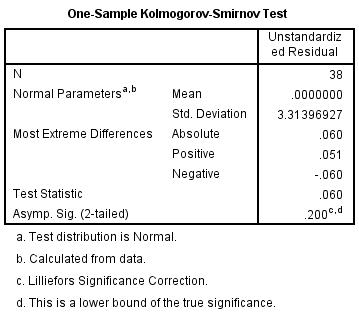 One-Sample Kolmogorov-Smirnov Test
Unstandardiz
ed Residual
N 38
Normal Parametersa,b Mean .0000000
Std. Deviation 3.31396927
Most Extreme Differences Absolute .060
Positive .051
Negative -.060
Test Statistic .060
Asymp. Sig. (2-tailed) .200c,d
a. Test distribution is Normal.
b. Calculated from data.
c. Lilliefors Significance Correction.
d. This is a lower bound of the true significance.